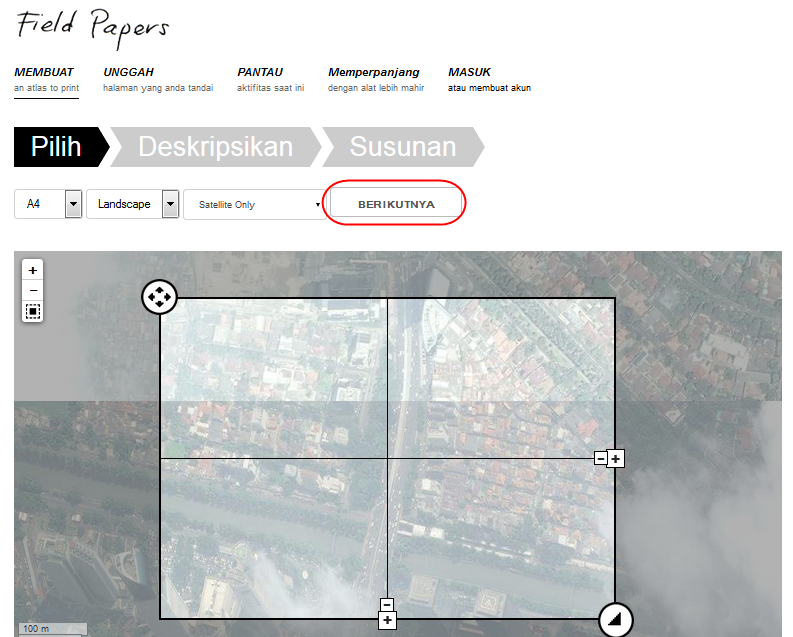 Field Papers
MEMBUAT UNGGAH PANTAU Memperpanjang MASUK
an atlas to print halaman yang anda tandai aktifitas saat ini dengan alat lebih mahir atau membuat akun
Pilih Deskripsikan Susunan
A4 Landscape Satellite Only BERIKUTNYA
+
−
− +
−
+
100 m